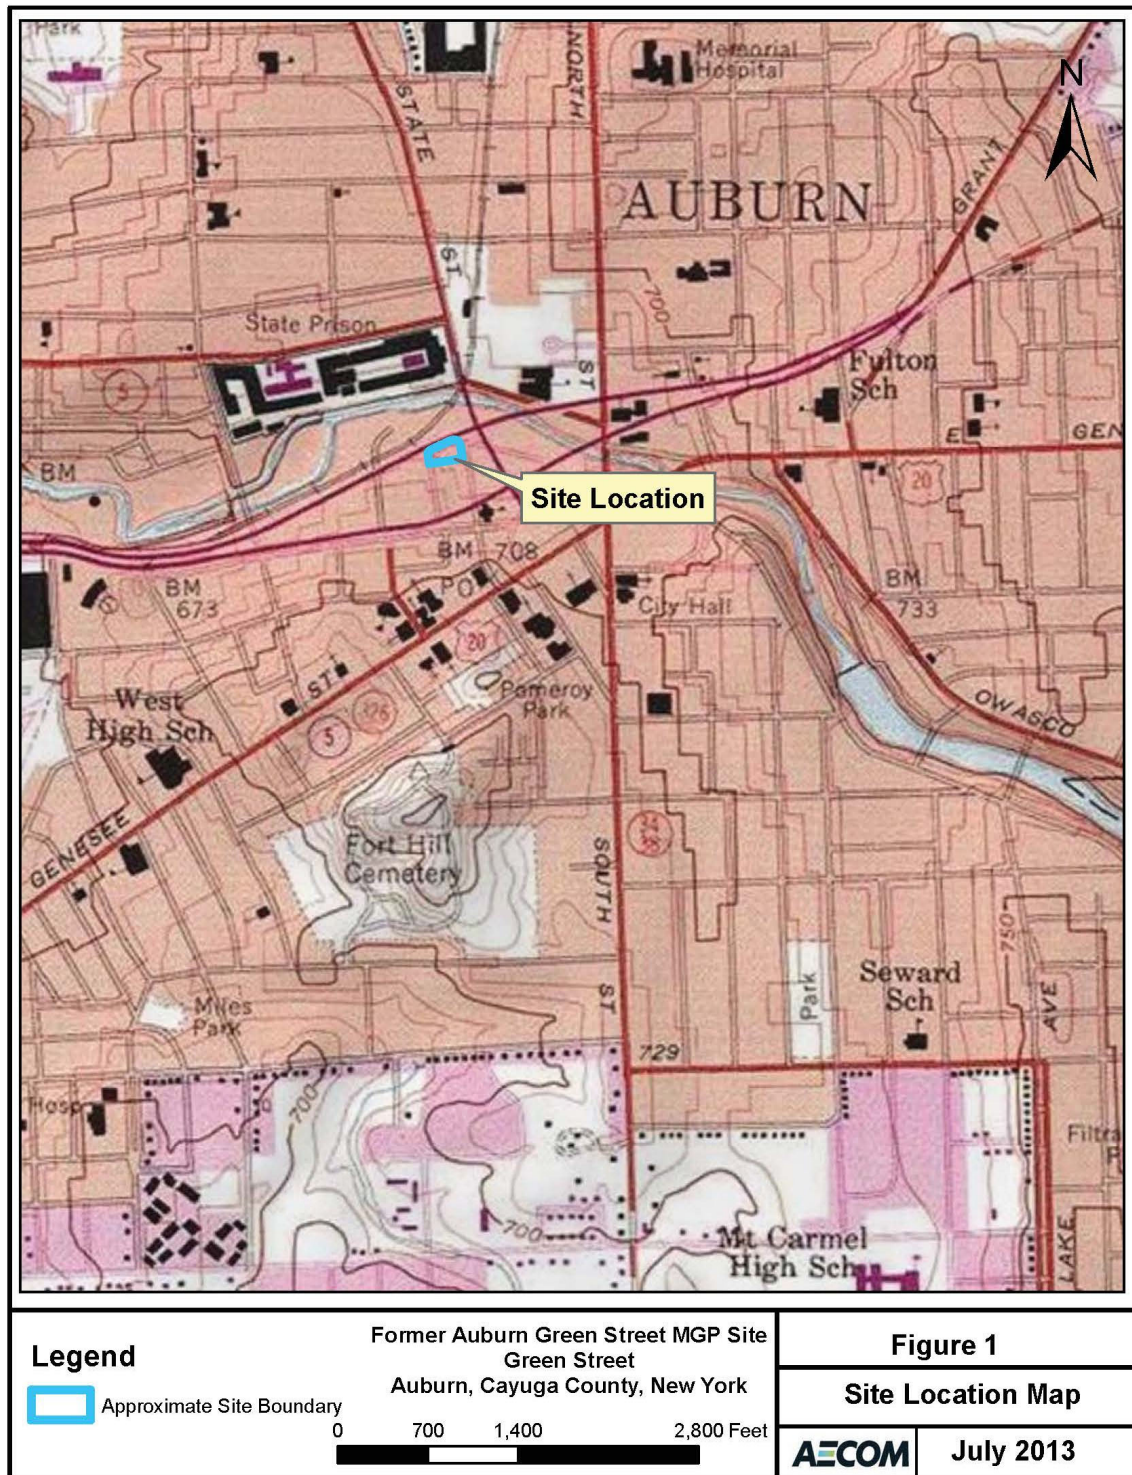 Park
STATE
NORTH
Memorial
Hospital
N
AUBURN
GRANT
ST
700
State Prison
ST
5
Fulton
Sch
E
GEN
BM
20
Site Location
BM 708
BM
673
PO
City Hall
BM
733
20
ST
West
High Sch
Pomeroy
Park
5
OWASCO
GENESEE
Fort Hill
Cemetery
SOUTH
750
Seward
Sch
Park
Miles
Park
ST
AVE
729
Hosp
700
Filtra
700
Mt Carmel
High Sch
LAKE
Legend
Approximate Site Boundary
Former Auburn Green Street MGP Site
Green Street
Auburn, Cayuga County, New York
0 700 1,400 2,800 Feet
Figure 1
Site Location Map
AECOM
July 2013